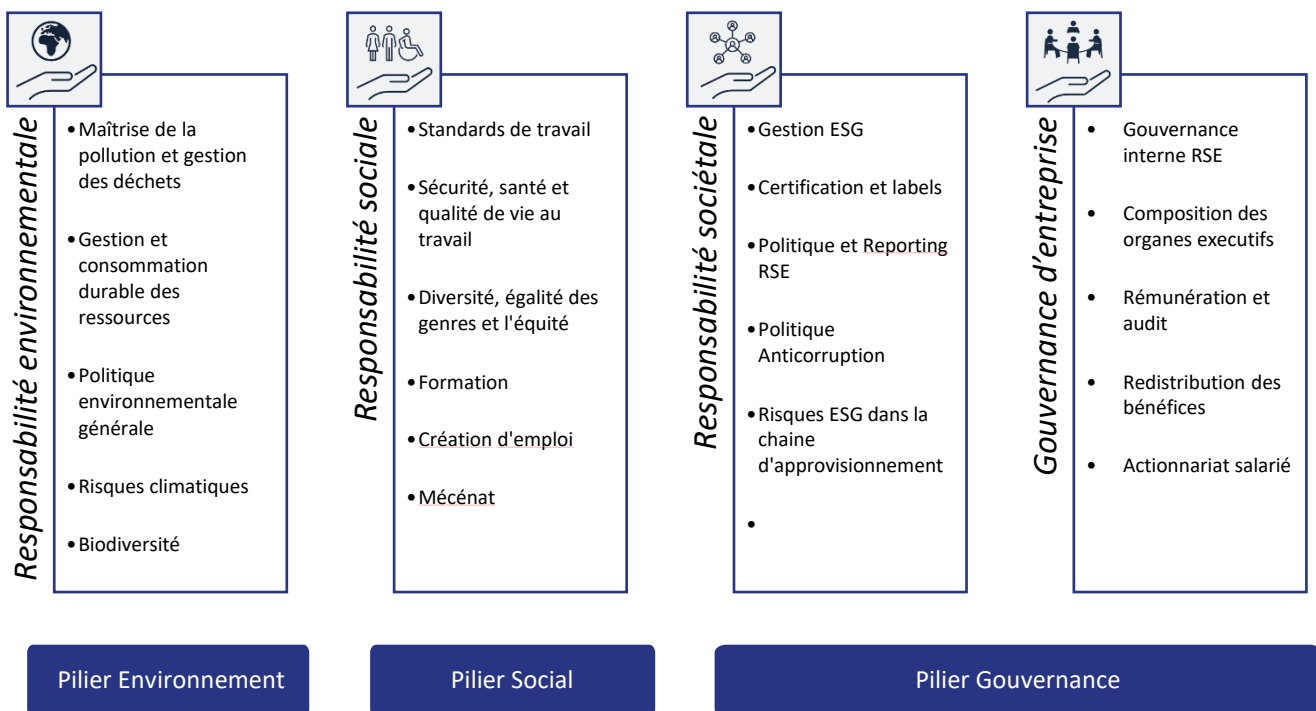 Responsabilité environnementale
•Maîtrise de la
pollution et gestion
des déchets
•Gestion et
consommation
durable des
ressources
•Politique
environnementale
générale
•Risques climatiques
•Biodiversité
Responsabilité sociale
•Standards de travail
•Sécurité, santé et
qualité de vie au
travail
•Diversité, égalité des
genres et l'équité
•Formation
•Création d'emploi
•Mécénat
Responsabilité sociétale
•Gestion ESG
•Certification et labels
•Politique et Reporting
RSE
•Politique
Anticorruption
•Risques ESG dans la
chaine
d'approvisionnement
•
Gouvernance d'entreprise
• Gouvernance
interne RSE
• Composition des
organes executifs
• Rémunération et
audit
• Redistribution des
bénéfices
• Actionnariat salarié
Pilier Environnement
Pilier Social
Pilier Gouvernance